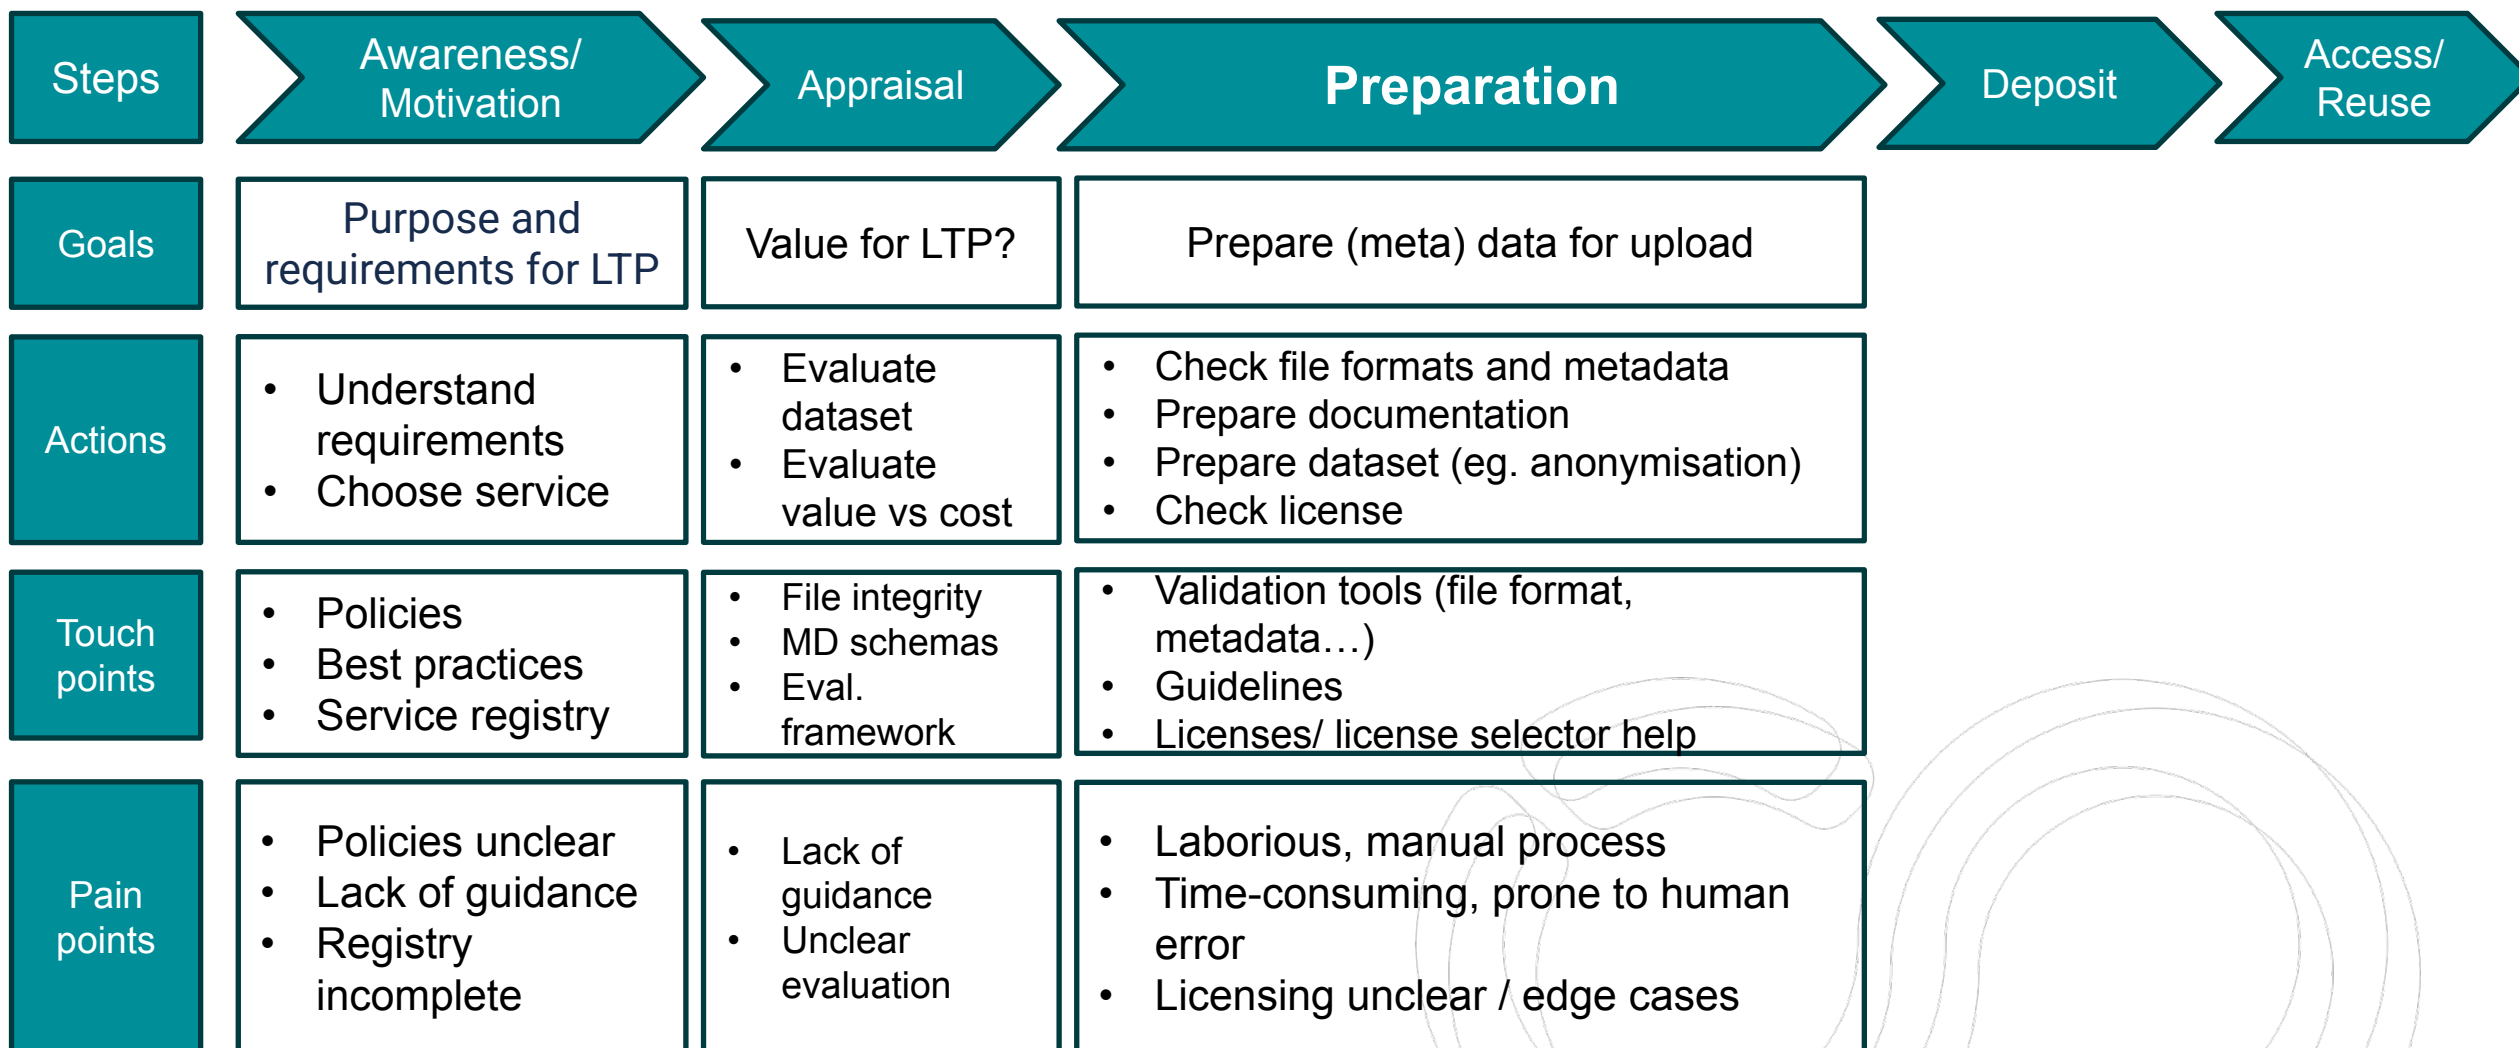 Steps
Awareness/
Motivation
Appraisal
Preparation
Deposit
Access/
Reuse
Goals
Purpose and
requirements for LTP
Value for LTP?
Prepare (meta) data for upload
Actions
• Understand
requirements
• Choose service
• Evaluate
dataset
• Evaluate
value vs cost
• Check file formats and metadata
• Prepare documentation
• Prepare dataset (eg. anonymisation)
• Check license
Touch
points
• Policies
• Best practices
• Service registry
• File integrity
• MD schemas
• Eval.
framework
• Validation tools (file format,
metadata…)
• Guidelines
• Licenses/ license selector help
Pain
points
• Policies unclear
• Lack of guidance
• Registry
incomplete
• Lack of
guidance
• Unclear
evaluation
• Laborious, manual process
• Time-consuming, prone to human
error
• Licensing unclear / edge cases